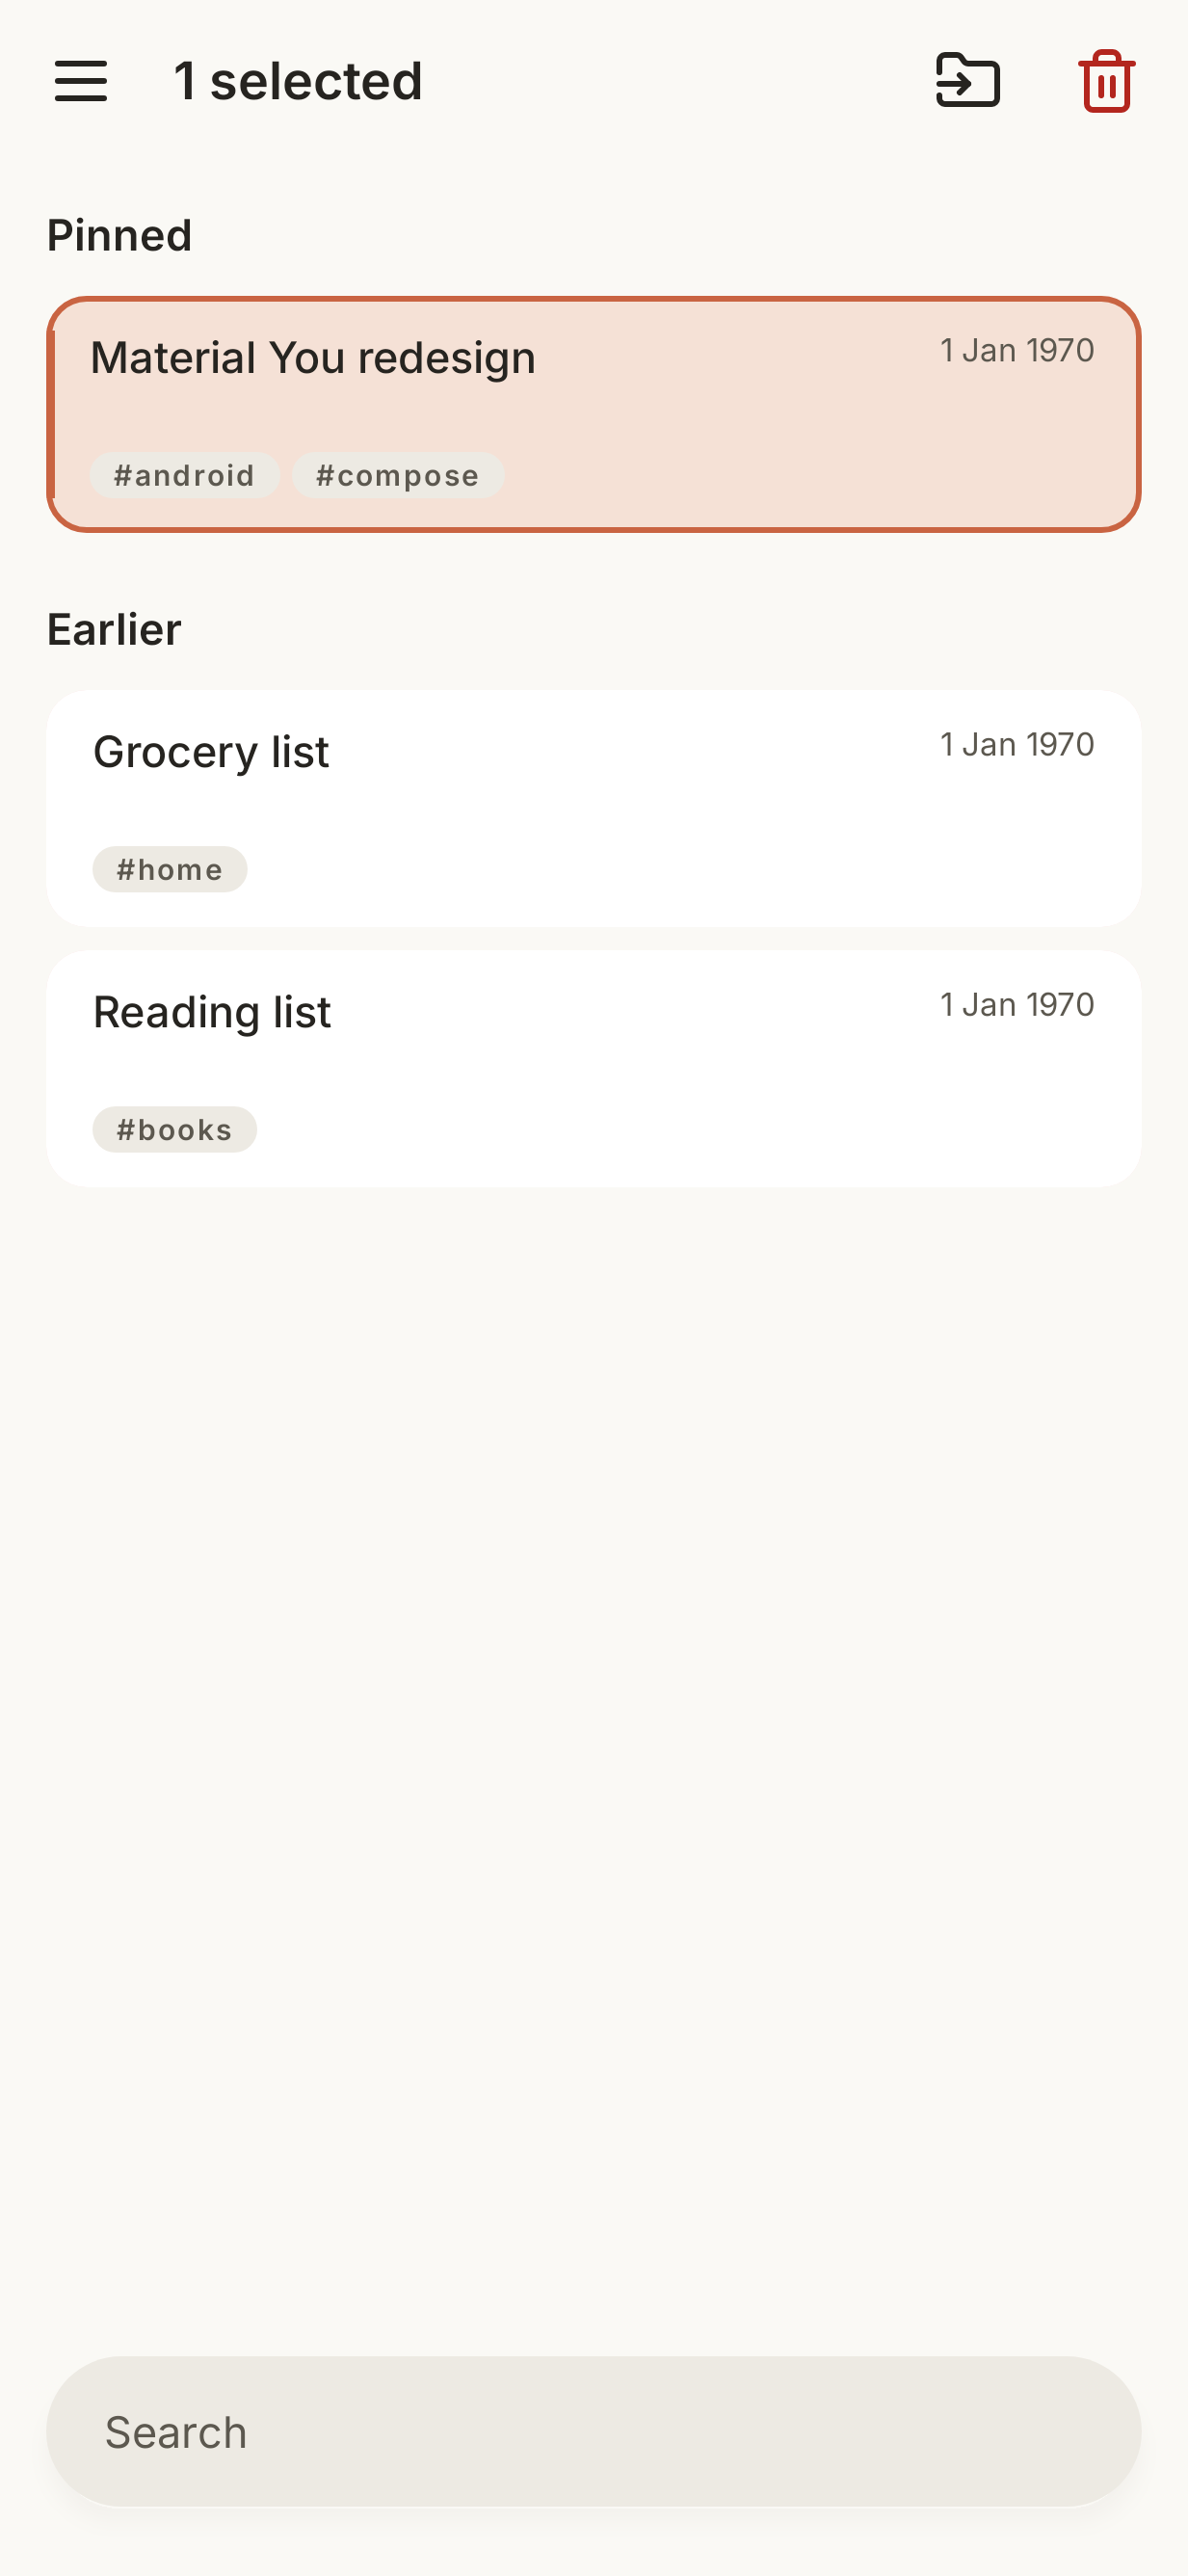 1 selected
Pinned
Material You redesign
1 Jan 1970
#android #compose
Earlier
Grocery list
1 Jan 1970
#home
Reading list
1 Jan 1970
#books
Search